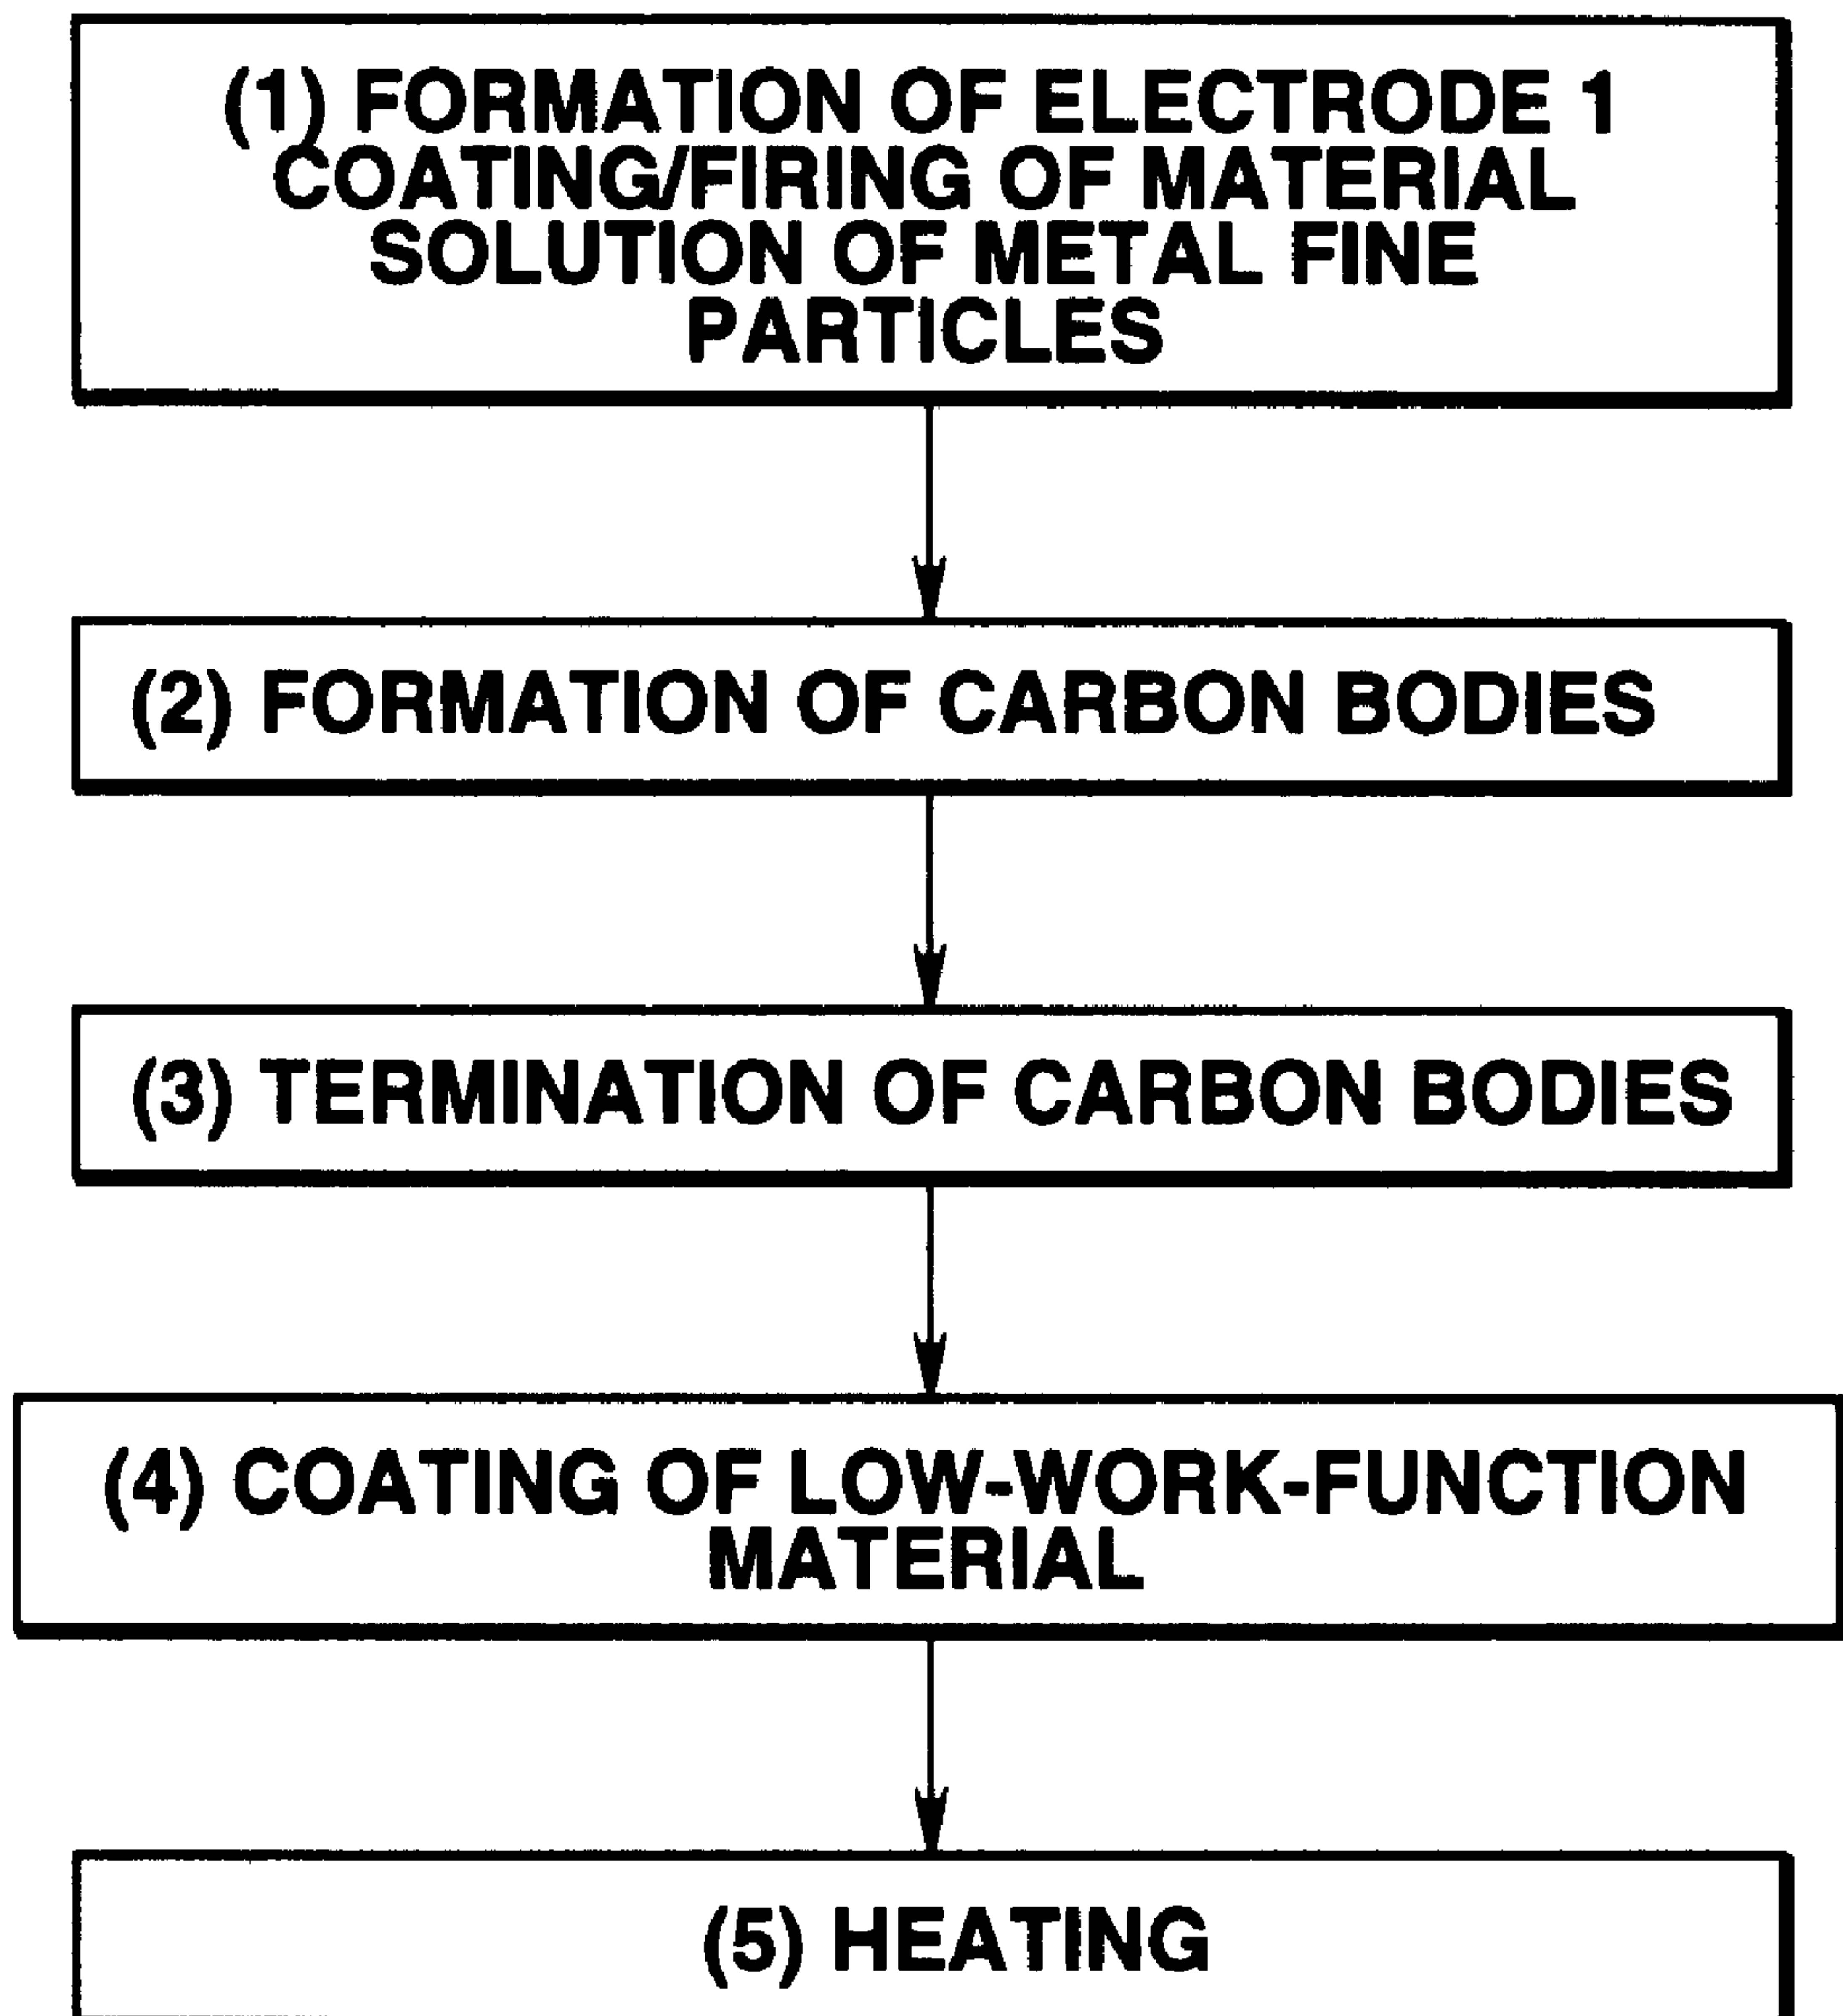 (1) FORMATION OF ELECTRODE 1
COATING/FIRING OF MATERIAL
SOLUTION OF METAL FINE
PARTICLES
(2) FORMATION OF CARBON BODIES
(3) TERMINATION OF CARBON BODIES
(4) COATING OF LOW-WORK-FUNCTION
MATERIAL
(5) HEATING